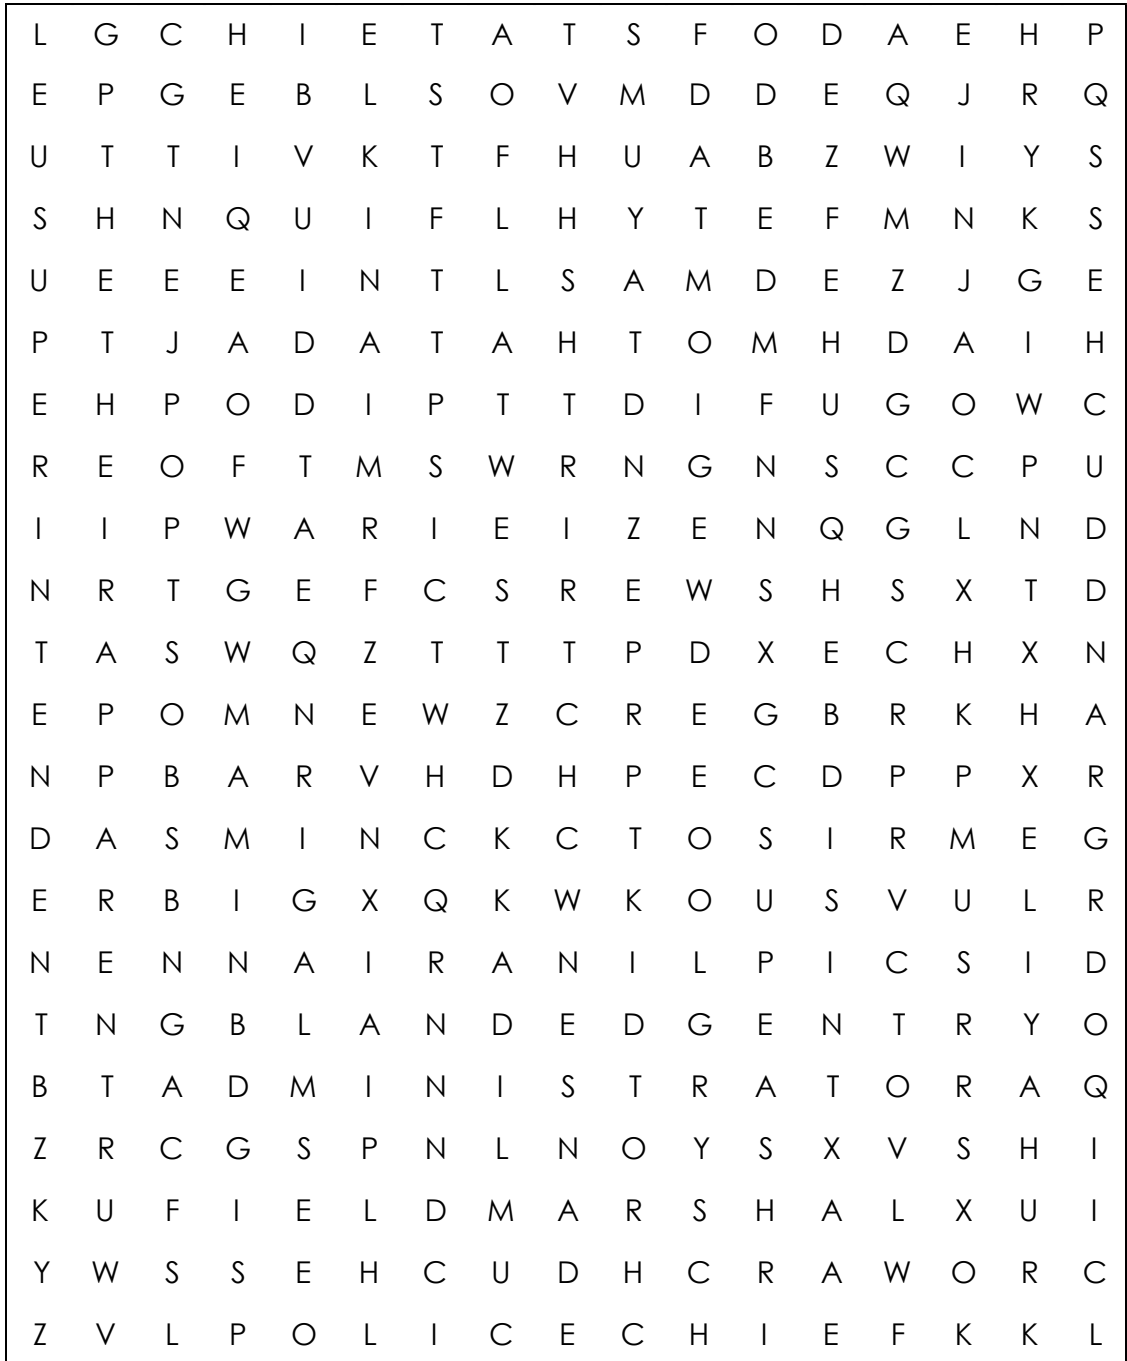 L G C H I E T A T S F O D A E H P
E P G E B L S O V M D D E Q J R Q
U T T I V K T F H U A B Z W I Y S
S H N Q U I F L H Y T E F M N K S
U E E E I N T L S A M D E Z J G E
P T J A D A T A H T O M H D A I H
E H P O D I P T T D I F U G O W C
R E O F T M S W R N G N S C C P U
I I P W A R I E I Z E N Q G L N D
N R T G E F C S R E W S H S X T D
T A S W Q Z T T T P D X E C H X N
E P O M N E W Z C R E G B R K H A
N P B A R V H D H P E C D P P X R
D A S M I N C K C T O S I R M E G
E R B I G X Q K W K O U S V U L R
N E N N A I R A N I L P I C S I D
T N G B L A N D E D G E N T R Y O
B T A D M I N I S T R A T O R A Q
Z R C G S P N L N O Y S X V S H I
K U F I E L D M A R S H A L X U I
Y W S S E H C U D H C R A W O R C
Z V L P O L I C E C H I E F K K L